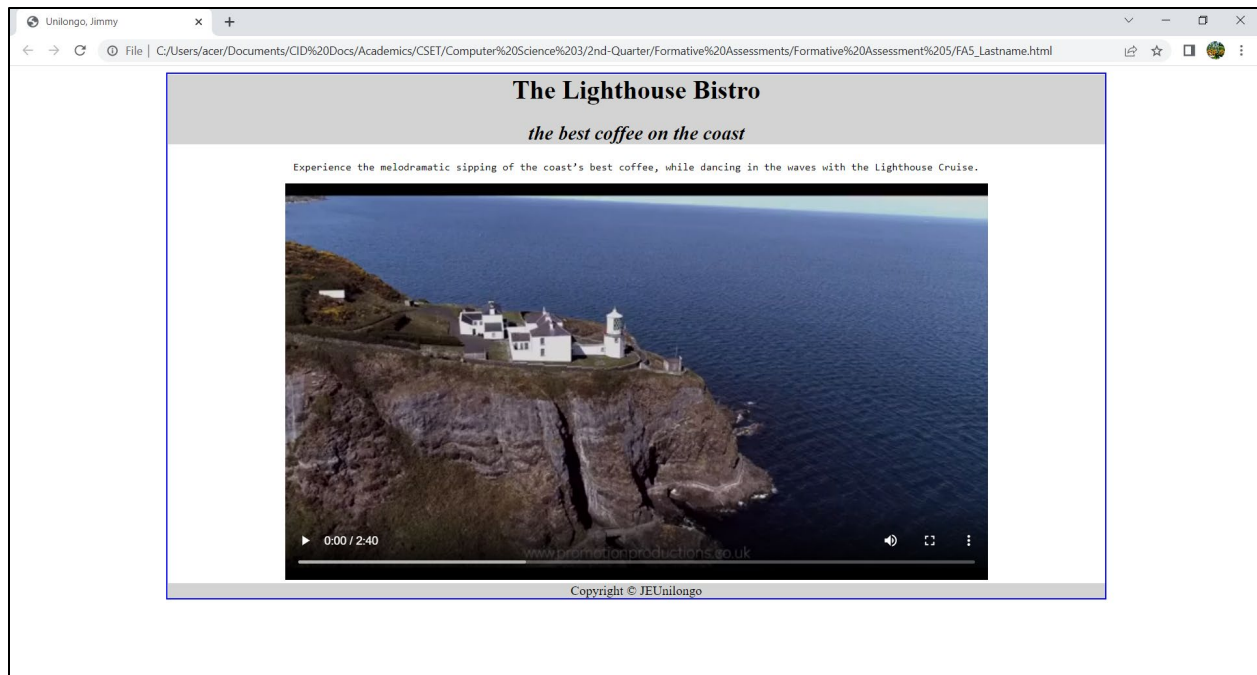 Unilongo, Jimmy
File | C:/Users/acer/Documents/CID%20Docs/Academics/CSET/Computer%20Science%203/2nd-Quarter/Formative%20Assessments/Formative%20Assessment%205/FA5_Lastname.html
The Lighthouse Bistro
the best coffee on the coast
Experience the melodramatic sipping of the coast’s best coffee, while dancing in the waves with the Lighthouse Cruise.
0:00 / 2:40
www.promotionproductions.co.uk
Copyright © JEUnilongo